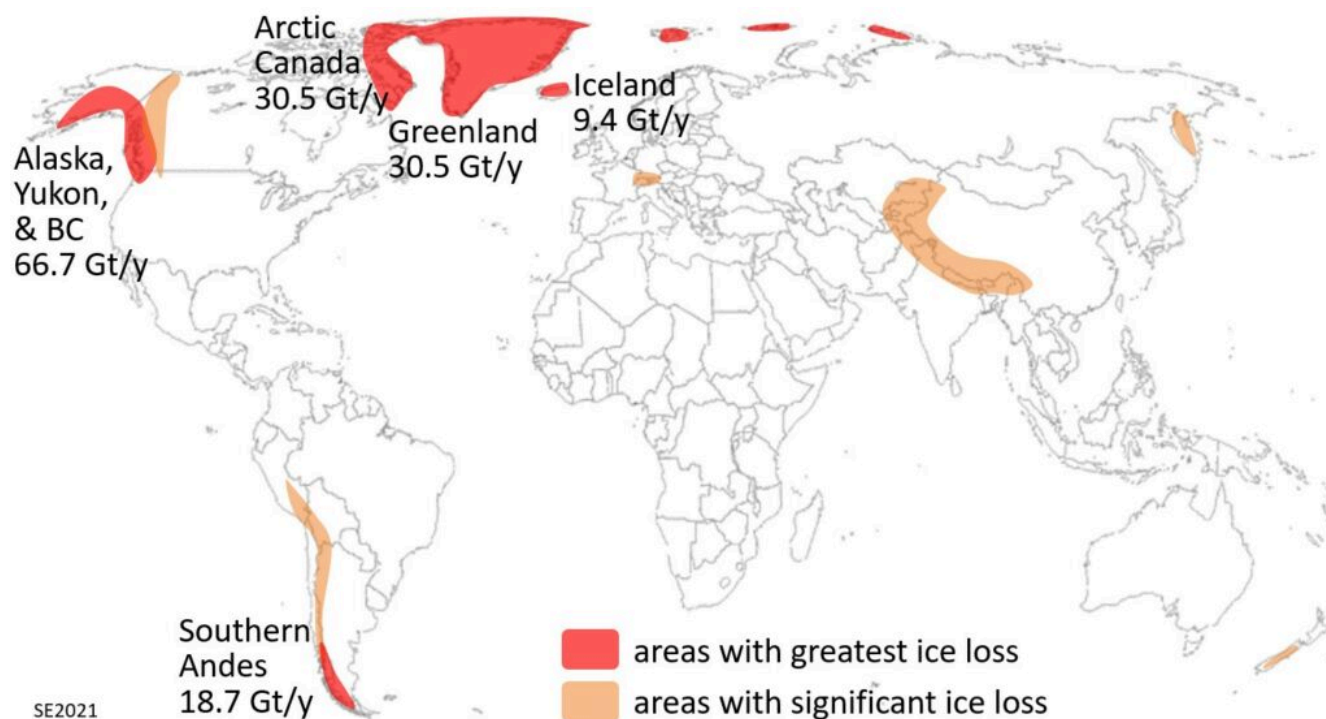 Arctic
Canada
30.5 Gt/y
Iceland
9.4 Gt/y
Greenland
30.5 Gt/y
Alaska,
Yukon,
& BC
66.7 Gt/y
Southern
Andes
18.7 Gt/y
areas with greatest ice loss
areas with significant ice loss
SE2021